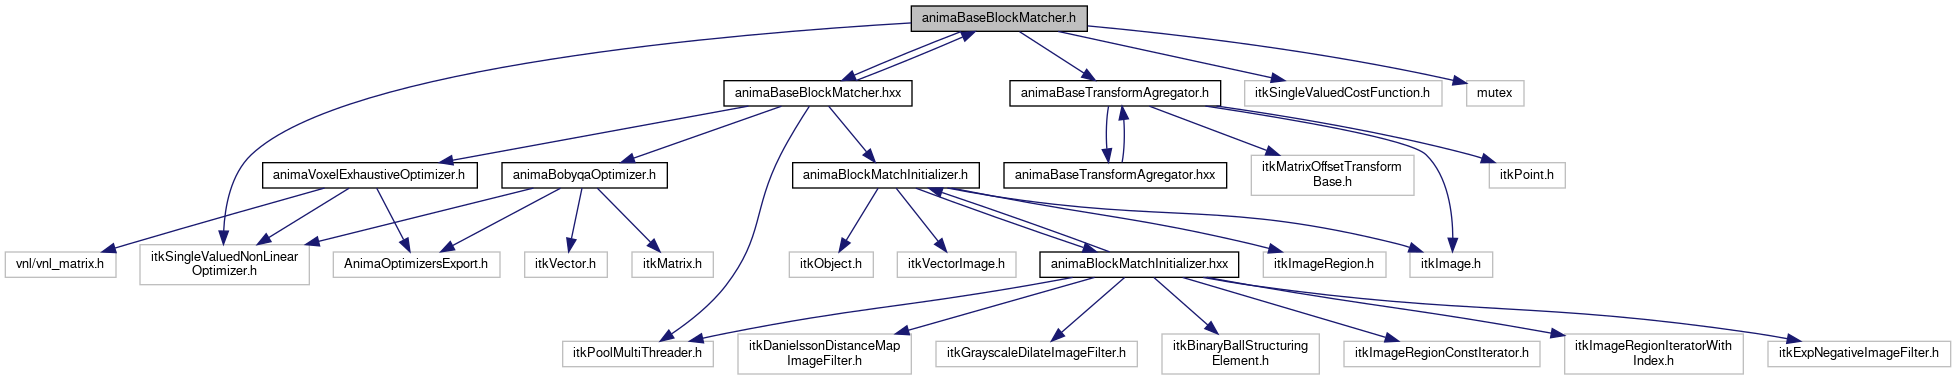 animaBaseBlockMatcher.h
animaBaseBlockMatcher.hxx
animaBaseTransformAgregator.h
itkSingleValuedCostFunction.h
mutex
animaVoxelExhaustiveOptimizer.h
animaBobyqaOptimizer.h
animaBlockMatchInitializer.h
animaBaseTransformAgregator.hxx
itkMatrixOffsetTransform
Base.h
itkPoint.h
vnl/vnl_matrix.h
itkSingleValuedNonLinear
Optimizer.h
AnimaOptimizersExport.h
itkVector.h
itkMatrix.h
itkObject.h
itkVectorImage.h
animaBlockMatchInitializer.hxx
itkImageRegion.h
itkImage.h
itkPoolMultiThreader.h
itkDanielssonDistanceMap
ImageFilter.h
itkGrayscaleDilateImageFilter.h
itkBinaryBallStructuring
Element.h
itkImageRegionConstIterator.h
itkImageRegionIteratorWith
Index.h
itkExpNegativeImageFilter.h